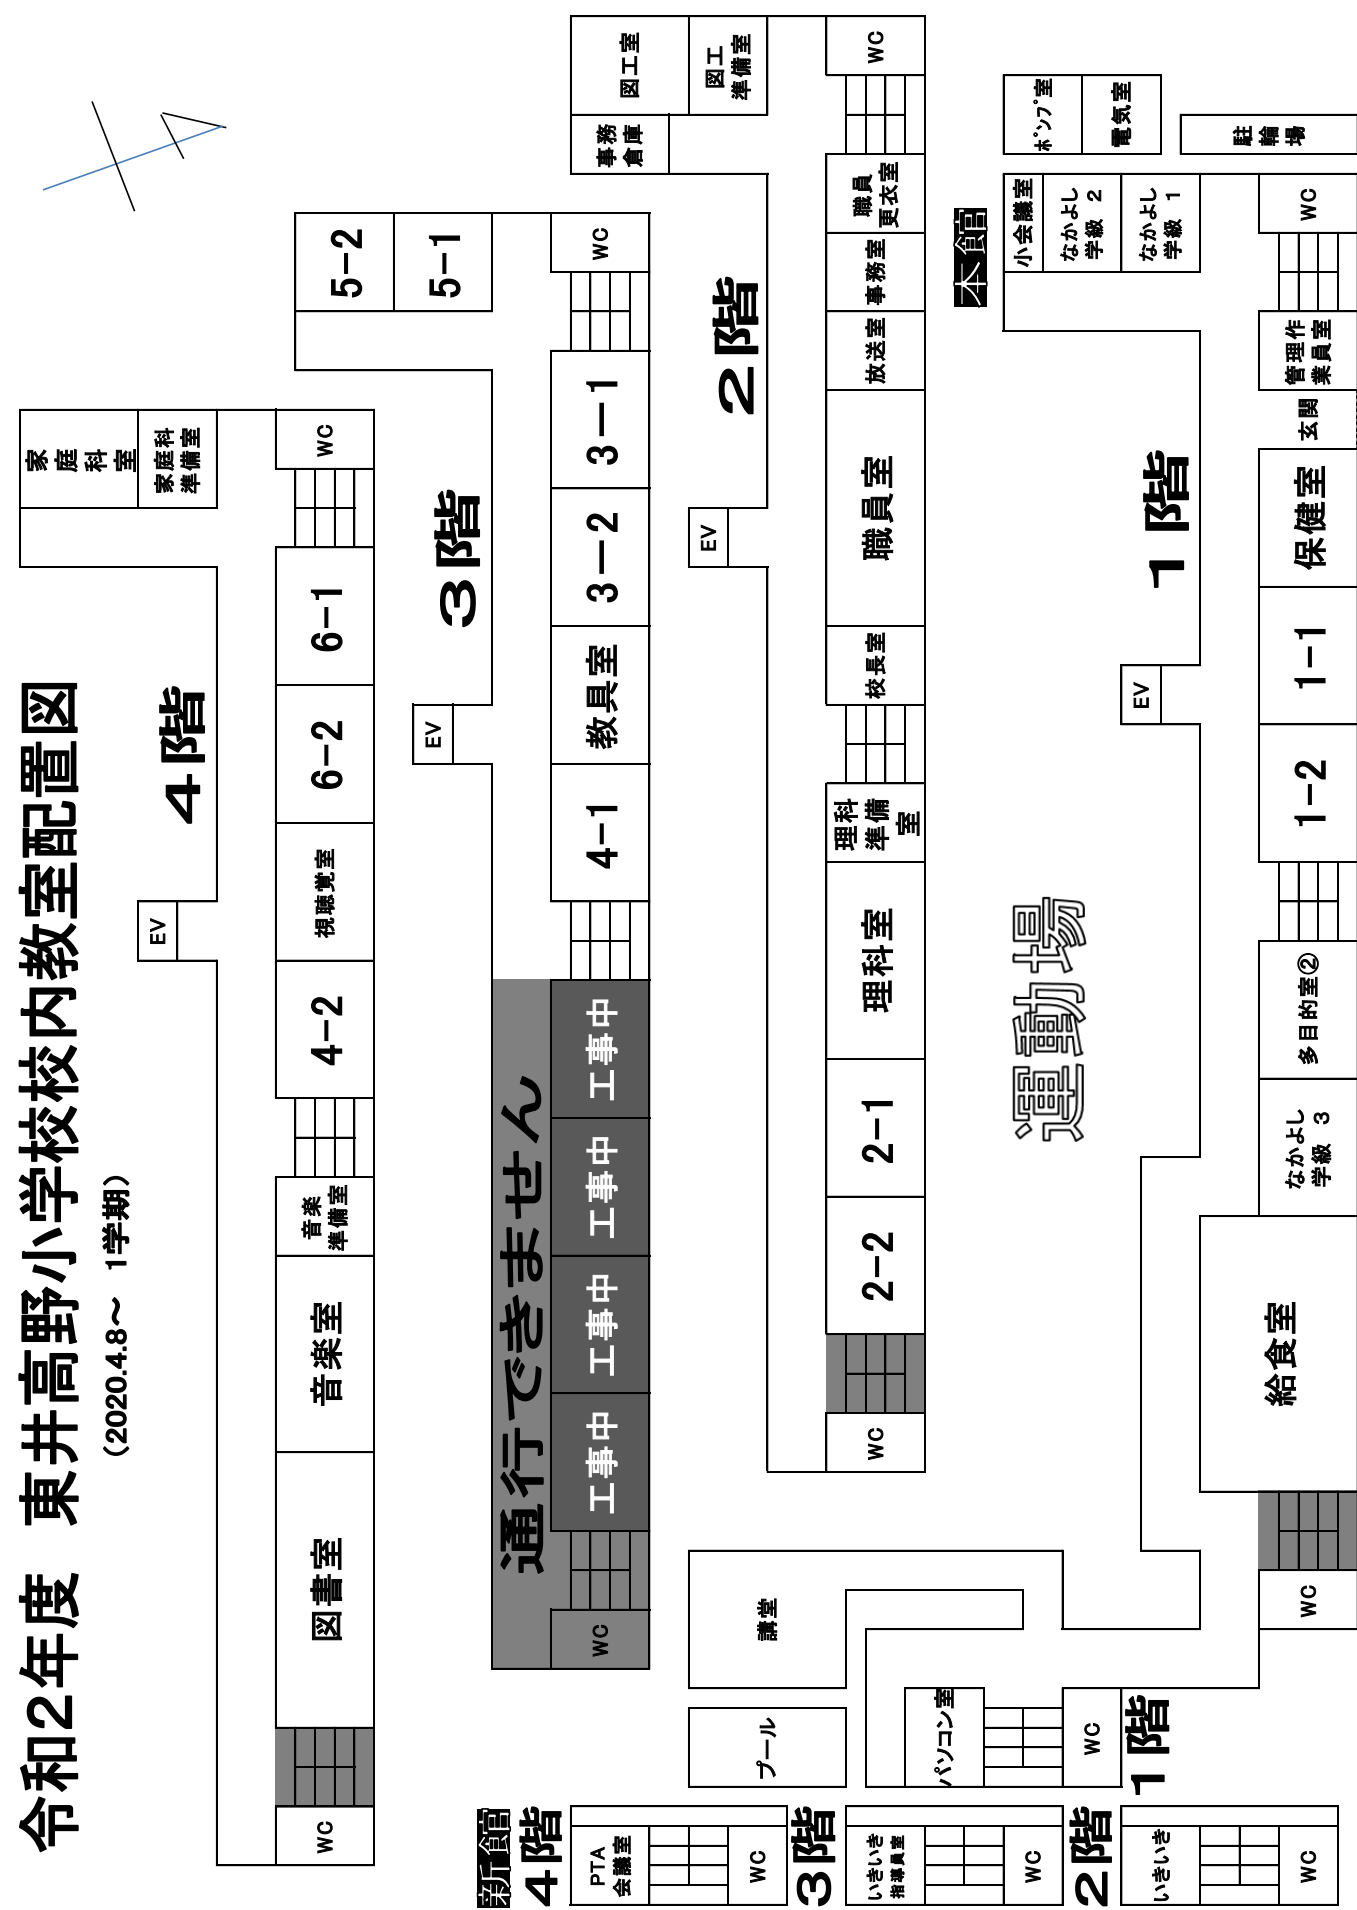 令和2年度　東井高野小学校校内教室配置図
（2020.4.8～　1学期）
4階
家庭科室
家庭科
準備室
WC
6－1
6－2
視聴覚室
4－2
音楽
準備室
音楽室
図書室
WC
EV
3階
5－2
5－1
WC
3－1
3－2
教具室
4－1
工事中
工事中
工事中
工事中
WC
EV
通行できません
2階
図工室
図工
準備室
事務
倉庫
WC
職員
更衣室
事務室
放送室
職員室
校長室
理科
準備
室
理科室
2－1
2－2
WC
EV
本館
1階
ポンプ室
電気室
駐輪場
小会議室
なかよし
学級　2
なかよし
学級　1
WC
管理作
業員室
玄関
保健室
1－1
1－2
多目的室②
なかよし
学級　3
給食室
WC
EV
運動場
講堂
プール
パソコン室
WC
1階
新館
4階
PTA
会議室
WC
3階
いきいき
指導員室
WC
2階
いきいき
WC